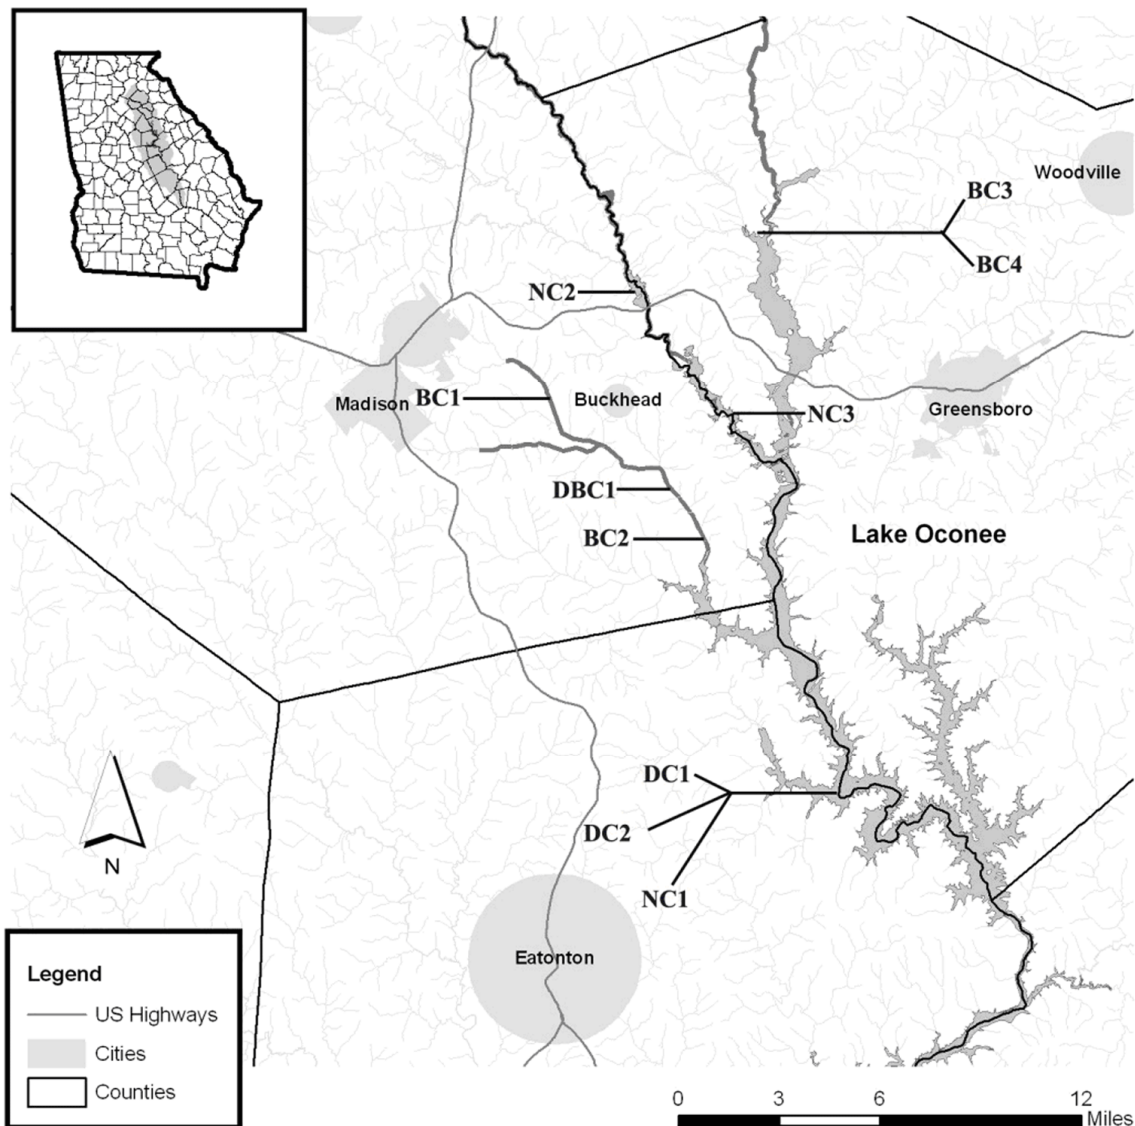 Woodville
BC3
BC4
NC2
Madison
BC1
Buckhead
NC3
Greensboro
DBC1
BC2
Lake Oconee
DC1
DC2
NC1
N
Eatonton
Legend
US Highways
Cities
Counties
0 3 6 12
Miles